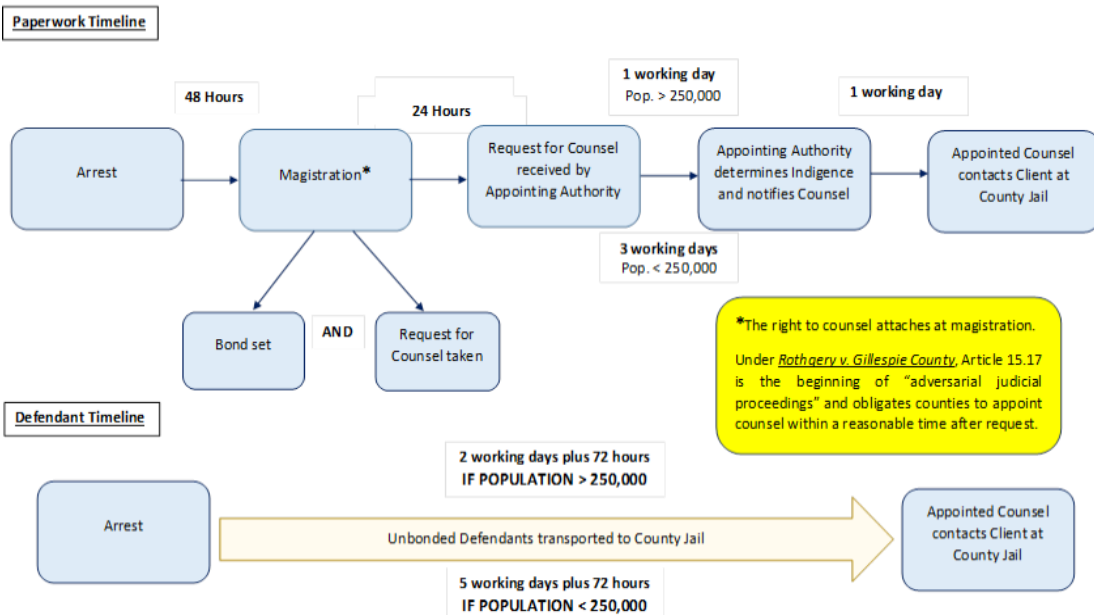 Paperwork Timeline
48 Hours
24 Hours
1 working day
Pop. > 250,000
1 working day
Arrest
Magistration*
Request for Counsel
received by
Appointing Authority
Appointing Authority
determines Indigence
and notifies Counsel
Appointed Counsel
contacts Client at
County Jail
3 working days
Pop. < 250,000
Bond set
AND
Request for
Counsel taken
*The right to counsel attaches at magistration.
Under Rothgery v. Gillespie County, Article 15.17
is the beginning of “adversarial judicial
proceedings” and obligates counties to appoint
counsel within a reasonable time after request.
Defendant Timeline
2 working days plus 72 hours
IF POPULATION > 250,000
Arrest
Unbonded Defendants transported to County Jail
Appointed Counsel
contacts Client at
County Jail
5 working days plus 72 hours
IF POPULATION < 250,000